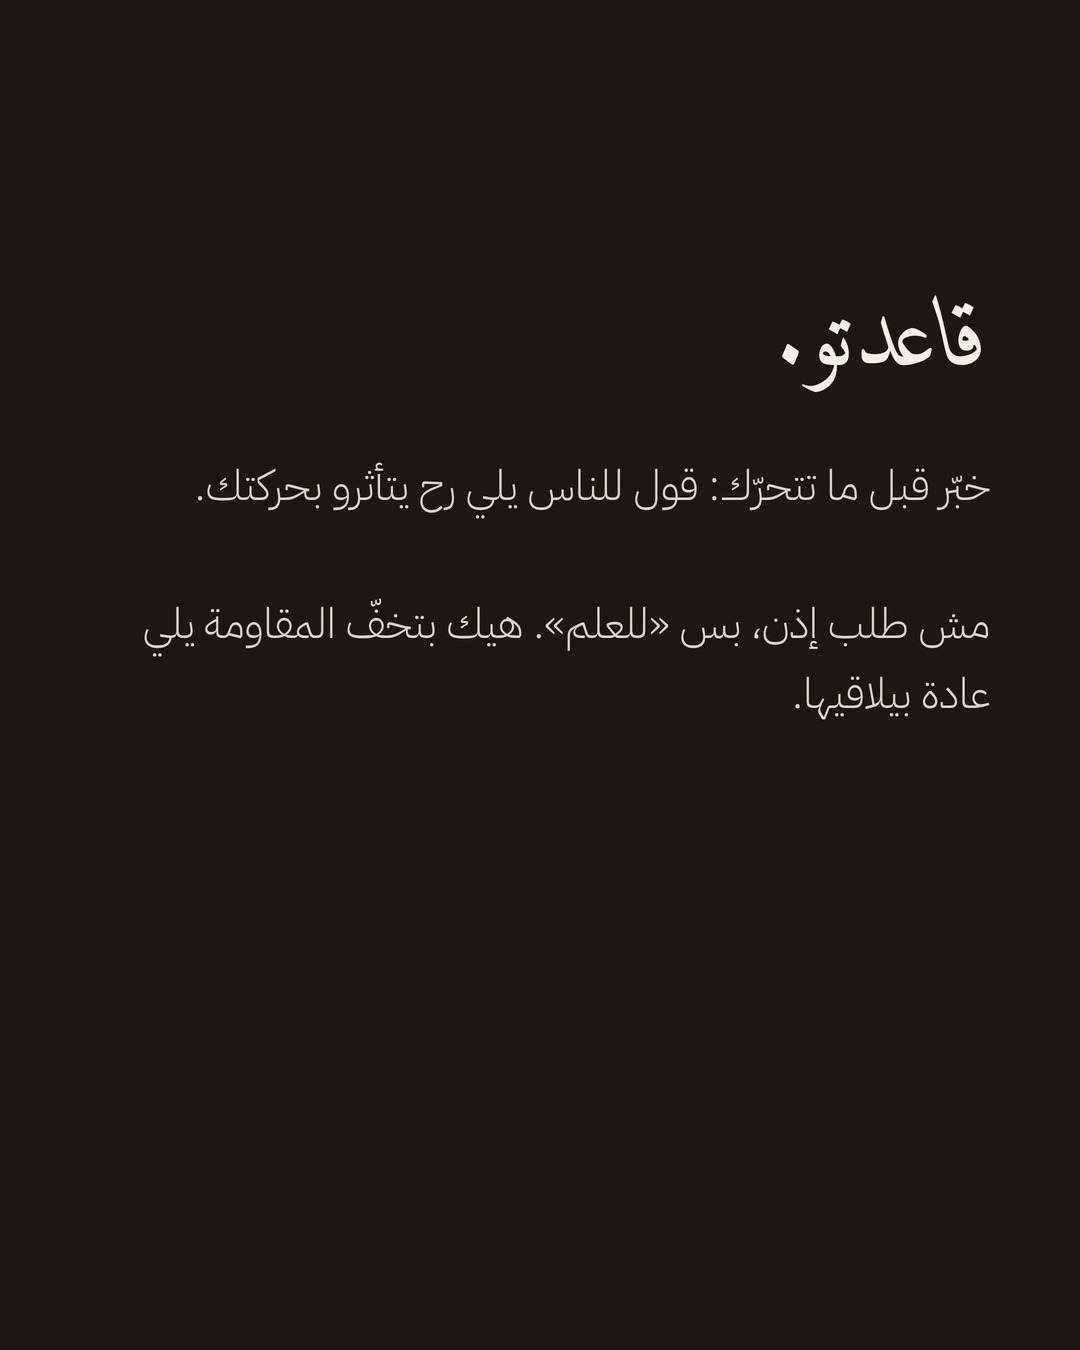 قاعدتو.
خبّر قبل ما تتحرّك: قول للناس يلي رح يتأثرو بحركتك.
مش طلب إذن، بس «للعلم». هيك بتخفّ المقاومة يلي
عادة بيلاقيها.